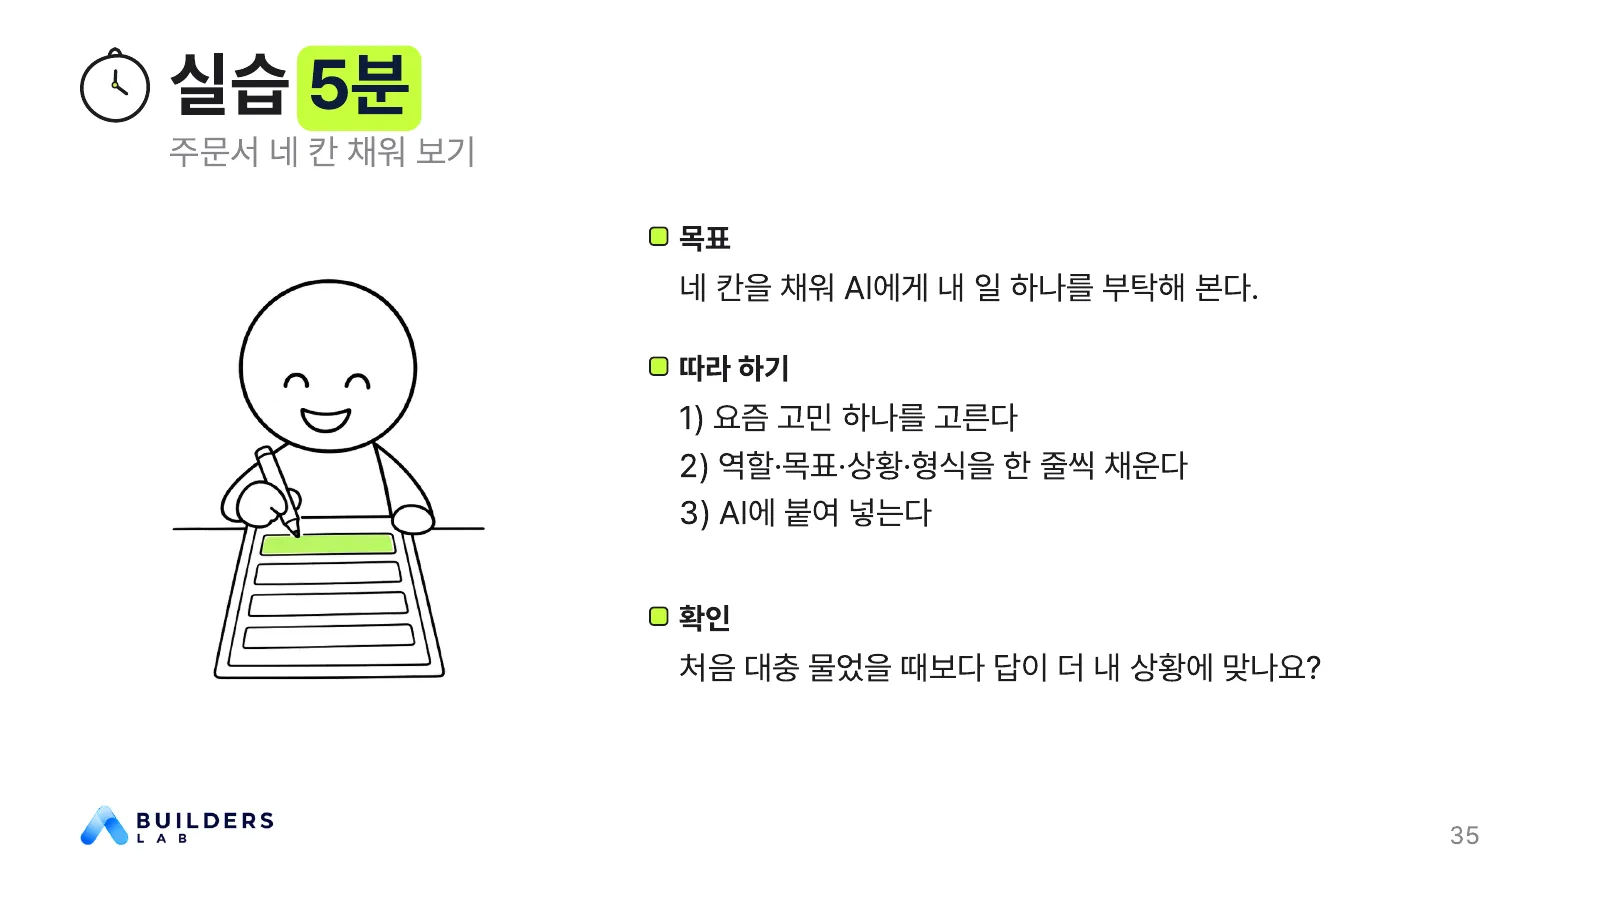 실습 5분
주문서 네 칸 채워 보기
목표
네 칸을 채워 AI에게 내 일 하나를 부탁해 본다.
따라 하기
1) 요즘 고민 하나를 고른다
2) 역할·목표·상황·형식을 한 줄씩 채운다
3) AI에 붙여 넣는다
확인
처음 대충 물었을 때보다 답이 더 내 상황에 맞나요?
BUILDERS
LAB
35